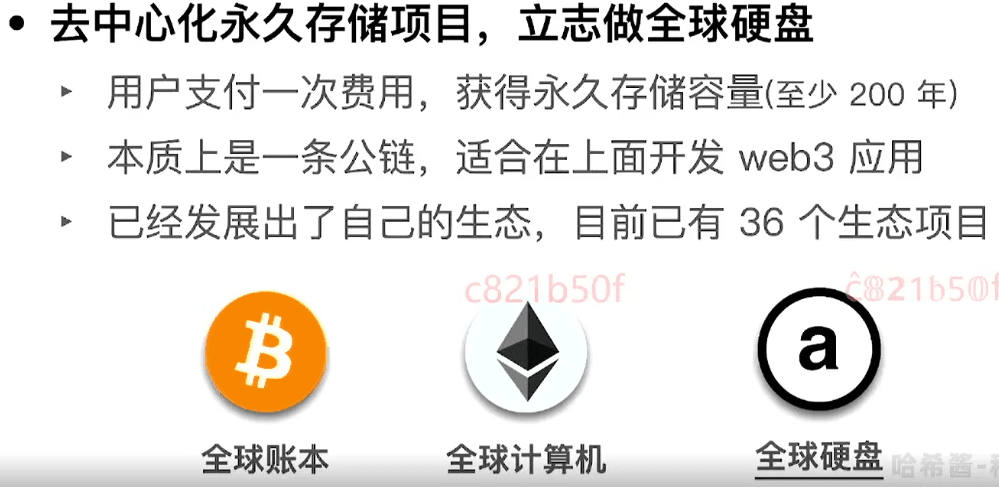 • 去中心化永久存储项目，立志做全球硬盘
▸ 用户支付一次费用，获得永久存储容量(至少 200 年)
▸ 本质上是一条公链，适合在上面开发 web3 应用
▸ 已经发展出了自己的生态，目前已有 36 个生态项目
c821b50f ĉ821b50f
a
全球账本 全球计算机 全球硬盘
哈希酱-